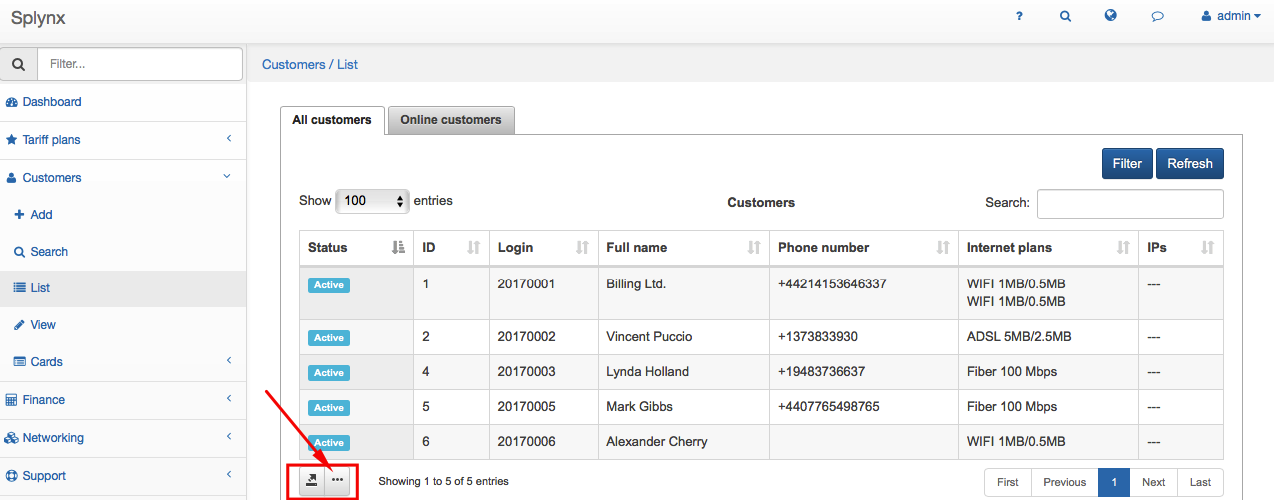 Splynx
?
admin
Filter...
Customers / List
Dashboard
Tariff plans
Customers
Add
Search
List
View
Cards
Finance
Networking
Support
All customers
Online customers
Filter
Refresh
Show 100 entries
Customers
Search:
Status ID Login Full name Phone number Internet plans IPs
Active 1 20170001 Billing Ltd. +44214153646337 WIFI 1MB/0.5MB ---
WIFI 1MB/0.5MB
Active 2 20170002 Vincent Puccio +1373833930 ADSL 5MB/2.5MB ---
Active 4 20170003 Lynda Holland +19483736637 Fiber 100 Mbps ---
Active 5 20170005 Mark Gibbs +4407765498765 Fiber 100 Mbps ---
Active 6 20170006 Alexander Cherry WIFI 1MB/0.5MB ---
Showing 1 to 5 of 5 entries
First Previous 1 Next Last